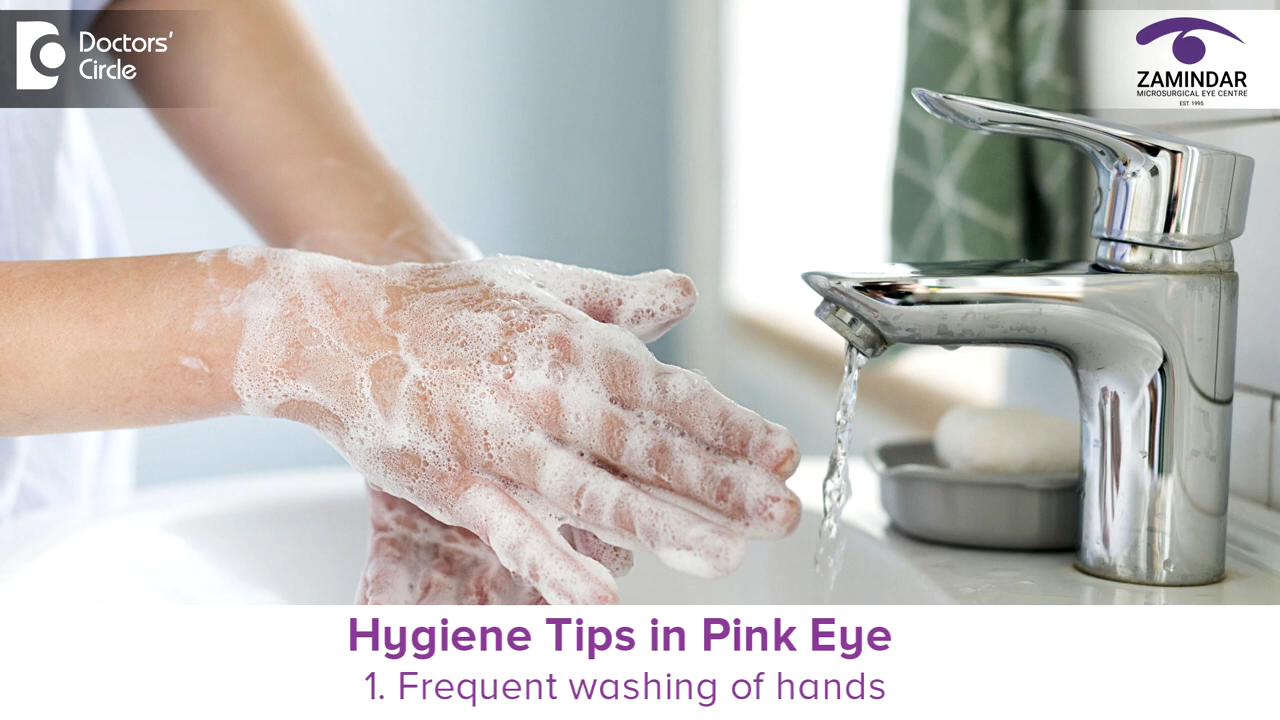 Doctors'
Circle
ZAMINDAR
MICROSURGICAL EYE CENTRE
EST. 1995
Hygiene Tips in Pink Eye
1. Frequent washing of hands